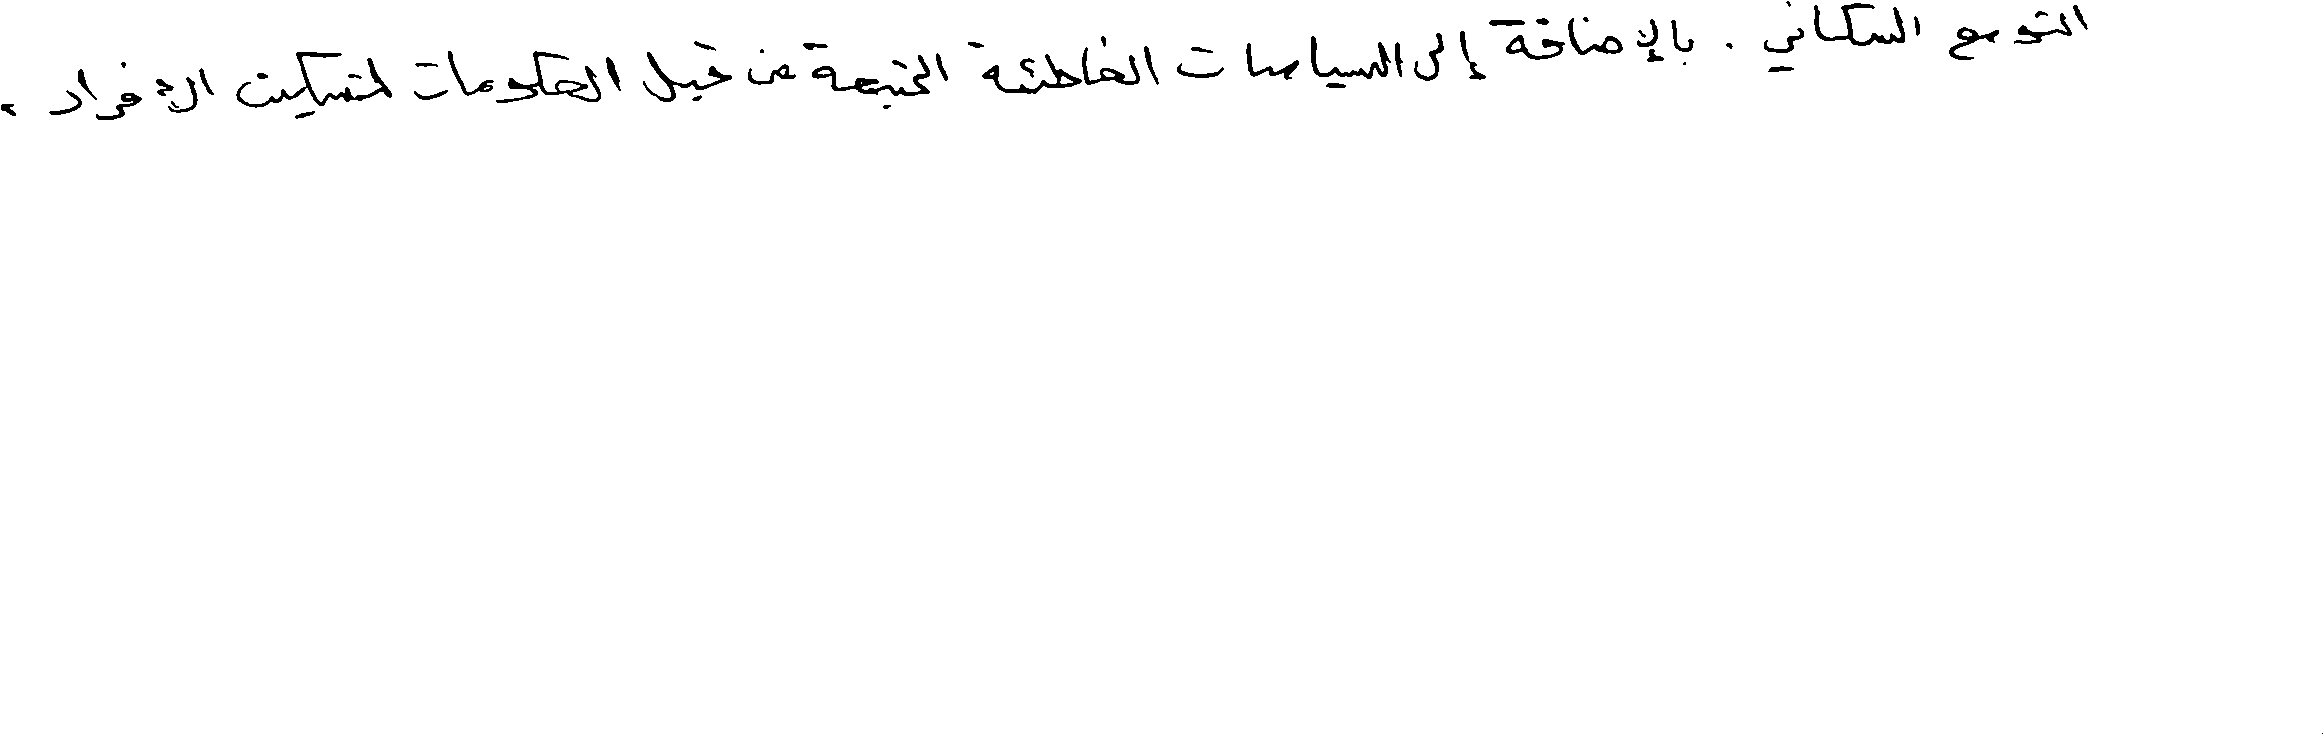 التوسع السكاني . بالإضافة إلى السياسات الخاطئة المتبعة من قبل الحكومات لتسكين الأفراد .